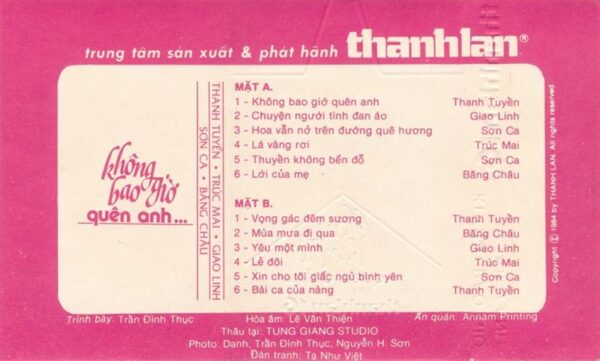 trung tâm sản xuất & phát hành thanhlan®
không
bao giờ
quên anh...
THANH TUYỀN • TRÚC MAI • GIAO LINH
SƠN CA • BĂNG CHÂU
MẶT A.
1 - Không bao giờ quên anh Thanh Tuyền
2 - Chuyện người tình đan áo Giao Linh
3 - Hoa vẫn nở trên đường quê hương Sơn Ca
4 - Lá vàng rơi Trúc Mai
5 - Thuyền không bến đỗ Sơn Ca
6 - Lời của mẹ Băng Châu
MẶT B.
1 - Vọng gác đêm sương Thanh Tuyền
2 - Mùa mưa đi qua Băng Châu
3 - Yêu một mình Giao Linh
4 - Lẻ đôi Trúc Mai
5 - Xin cho tôi giấc ngủ bình yên Sơn Ca
6 - Bài ca của nàng Thanh Tuyền
Copyright © 1984 by THANH LAN. All rights reserved
Trình bày: Trần Đình Thục Hòa âm: Lê Văn Thiện Ấn quán: Annam Printing
Thâu tại: TUNG GIANG STUDIO
Photo: Danh, Trần Đình Thục, Nguyễn H. Sơn
Đàn tranh: Tạ Như Việt